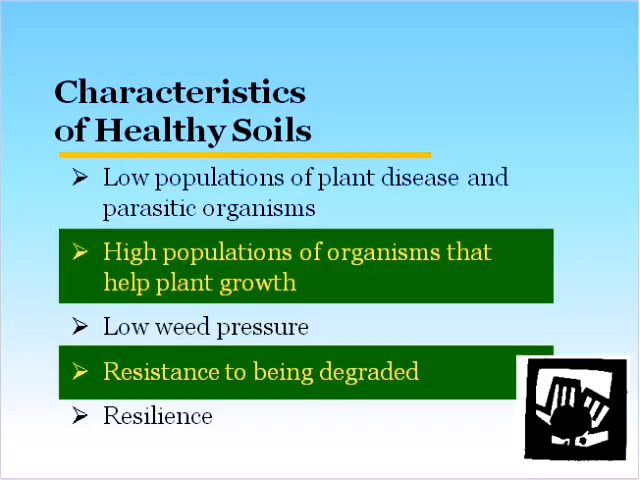 Characteristics
of Healthy Soils
➢ Low populations of plant disease and
parasitic organisms
➢ High populations of organisms that
help plant growth
➢ Low weed pressure
➢ Resistance to being degraded
➢ Resilience